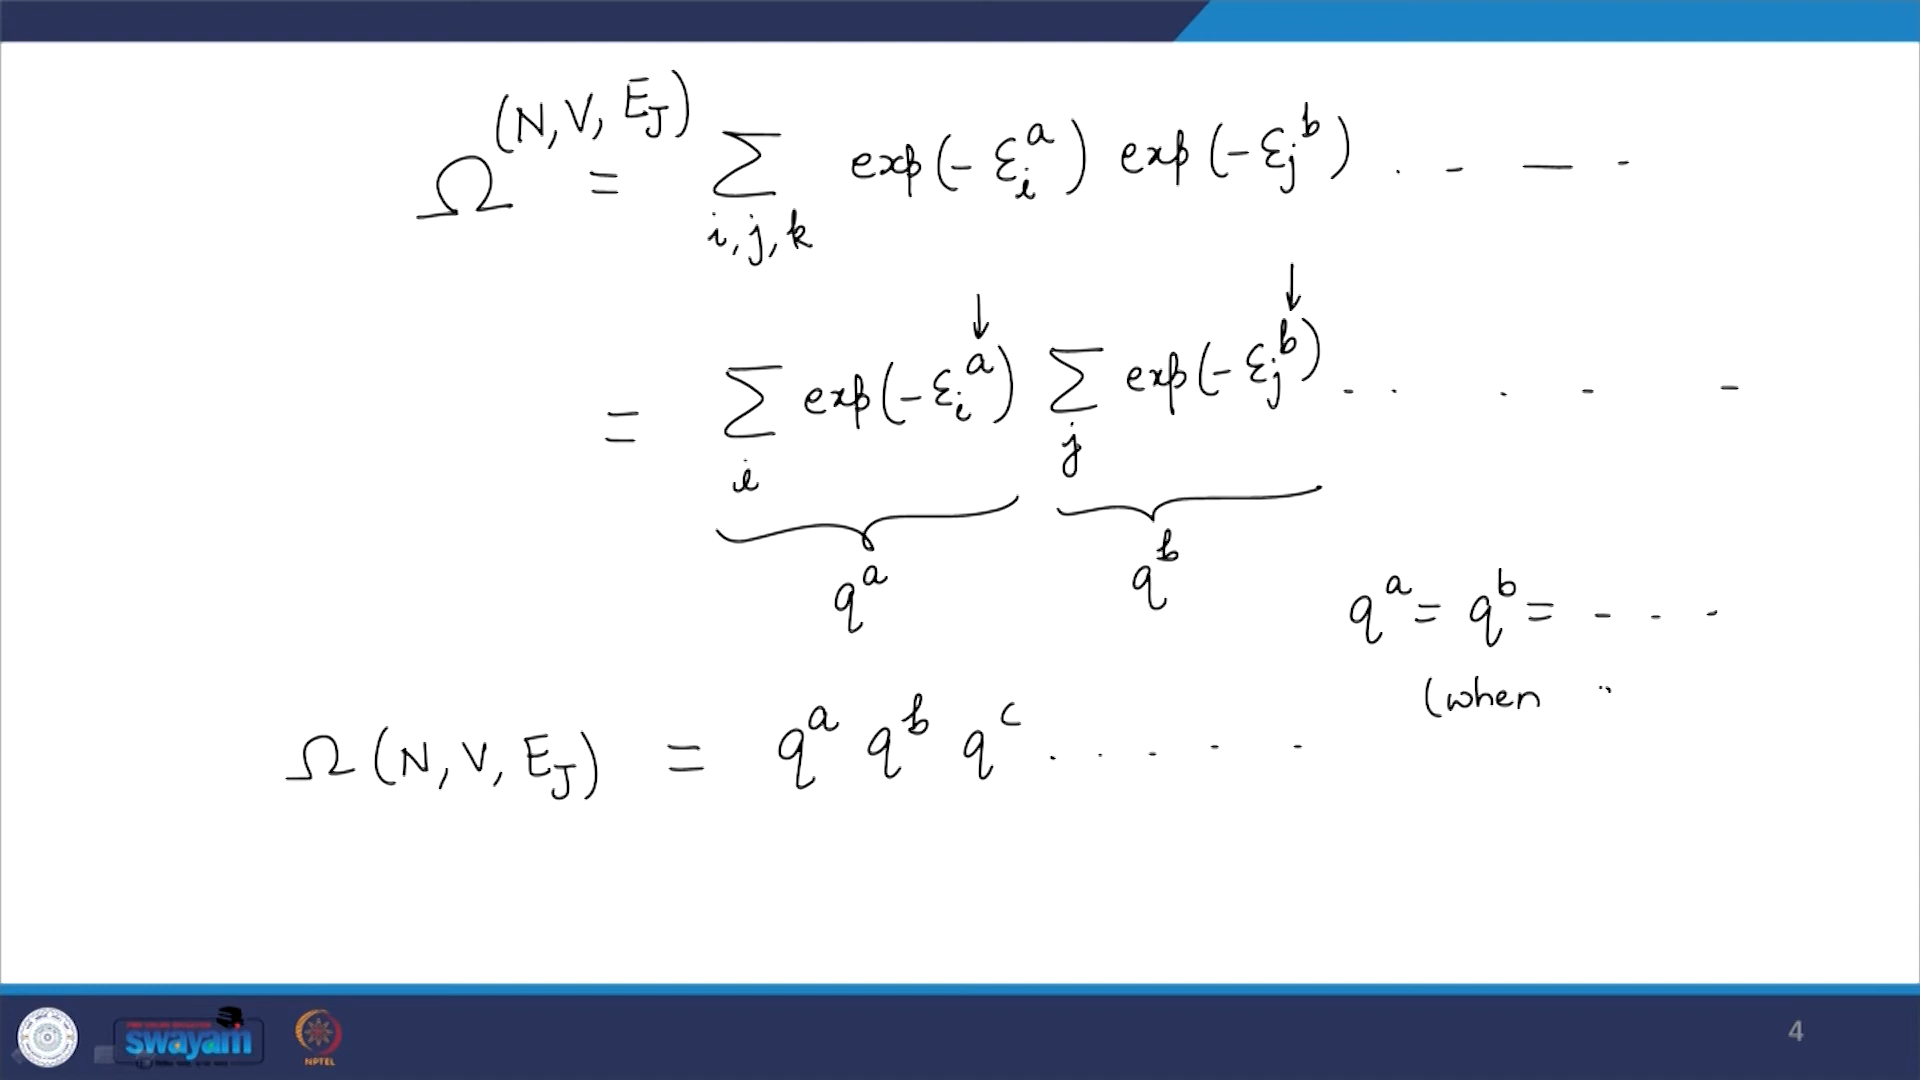 Ω(N, V, E_J) = Σ_{i, j, k} exp(-ε_i^a) exp(-ε_j^b) . - — -
= Σ_i exp(-ε_i^a) Σ_j exp(-ε_j^b) - . . - -
q^a q^b
q^a = q^b = - - -
(when
Ω(N, V, E_J) = q^a q^b q^c . . - - -
swayam
NPTEL
4